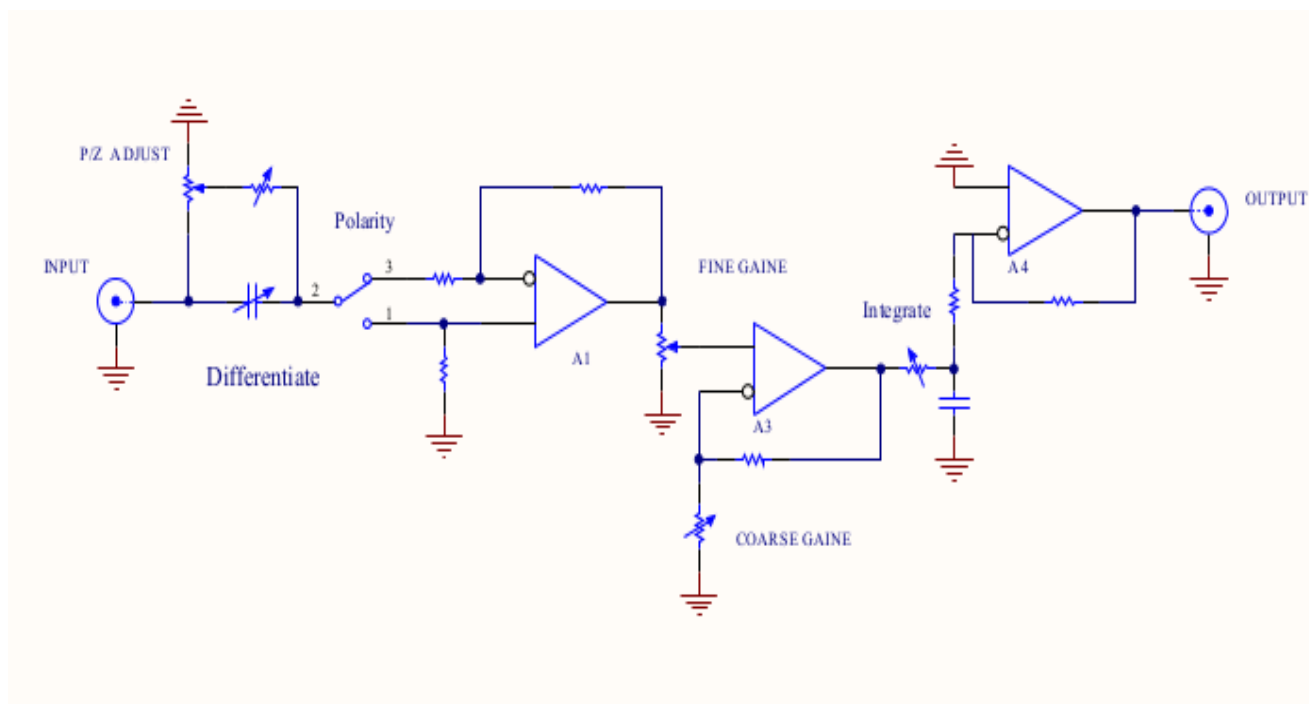 P/Z ADJUST
INPUT
Differentiate
2
Polarity
3
1
A1
FINE GAINE
A3
COARSE GAINE
Integrate
A4
OUTPUT